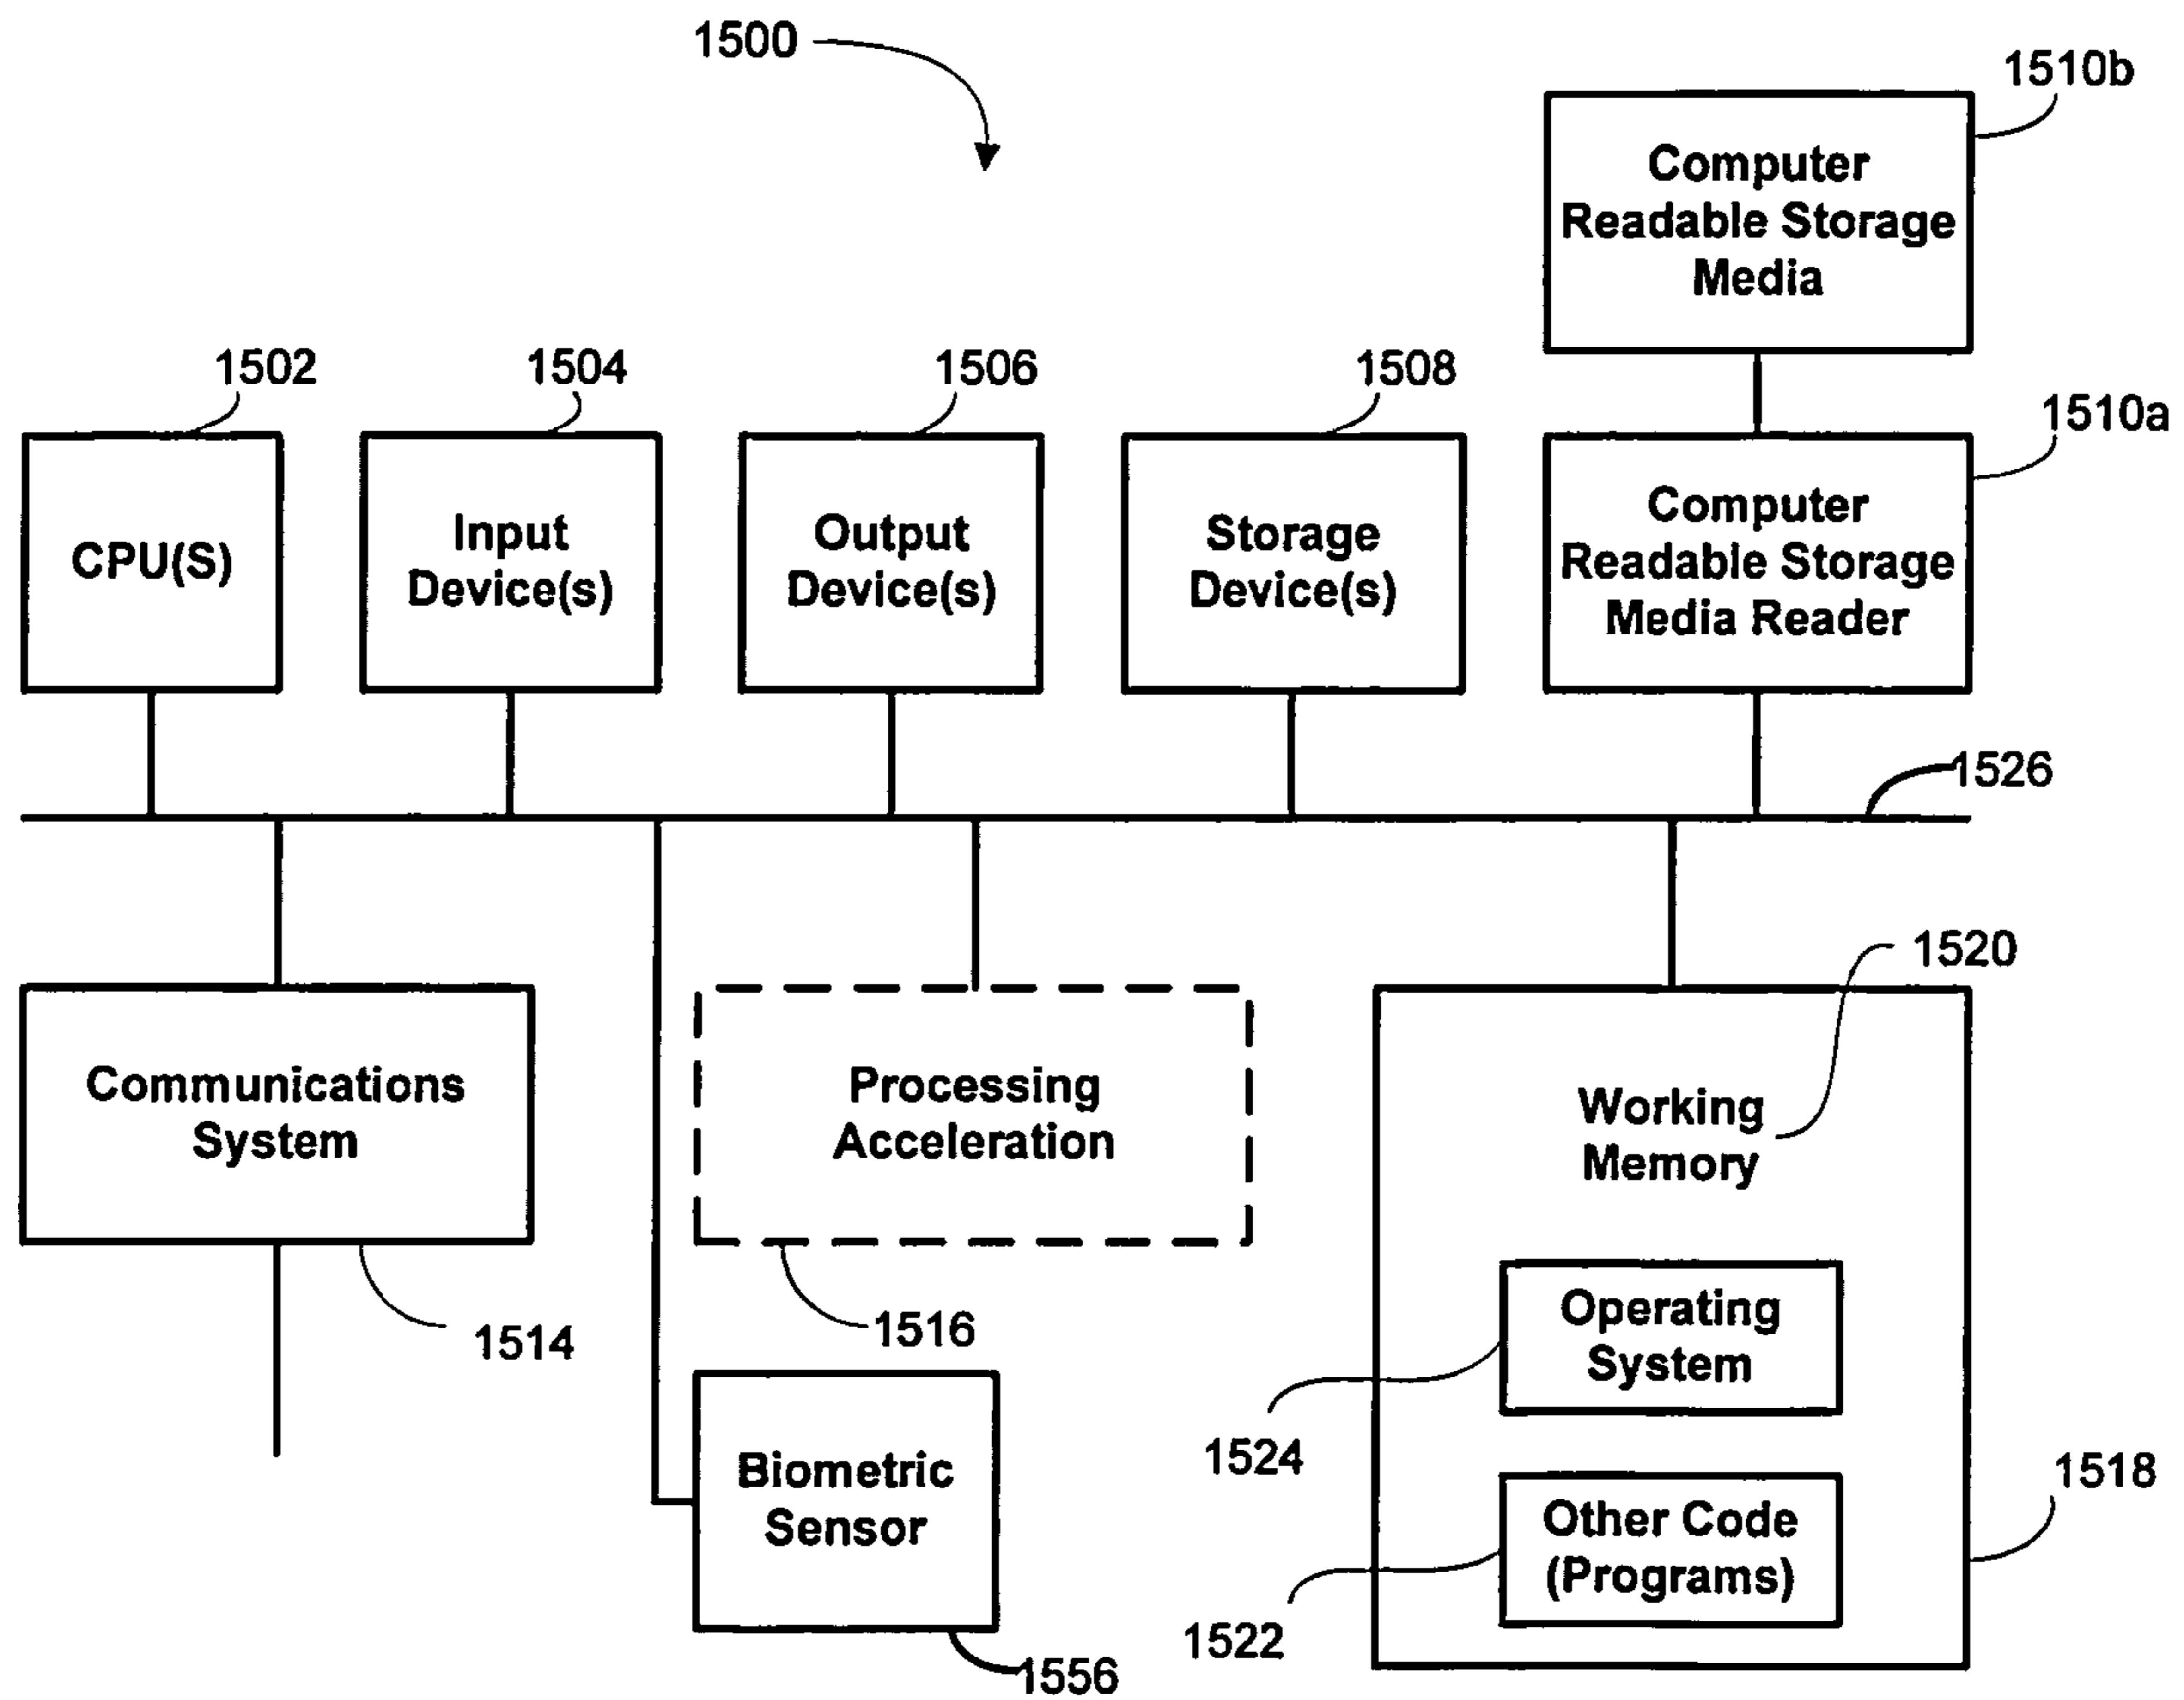 1500
1510b
Computer
Readable Storage
Media
1502
1504
1506
1508
1510a
CPU(S)
Input
Device(s)
Output
Device(s)
Storage
Device(s)
Computer
Readable Storage
Media Reader
1526
1520
Communications
System
Processing
Acceleration
Working
Memory
1514
1516
Operating
System
1524
1518
Biometric
Sensor
Other Code
(Programs)
1522
1556